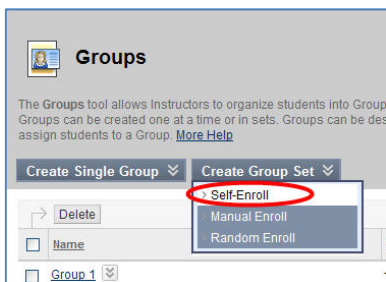 Groups
The Groups tool allows Instructors to organize students into Group
Groups can be created one at a time or in sets. Groups can be des
assign students to a Group. More Help
Create Single Group
Create Group Set
Self-Enroll
Manual Enroll
Random Enroll
Delete
Name
Group 1